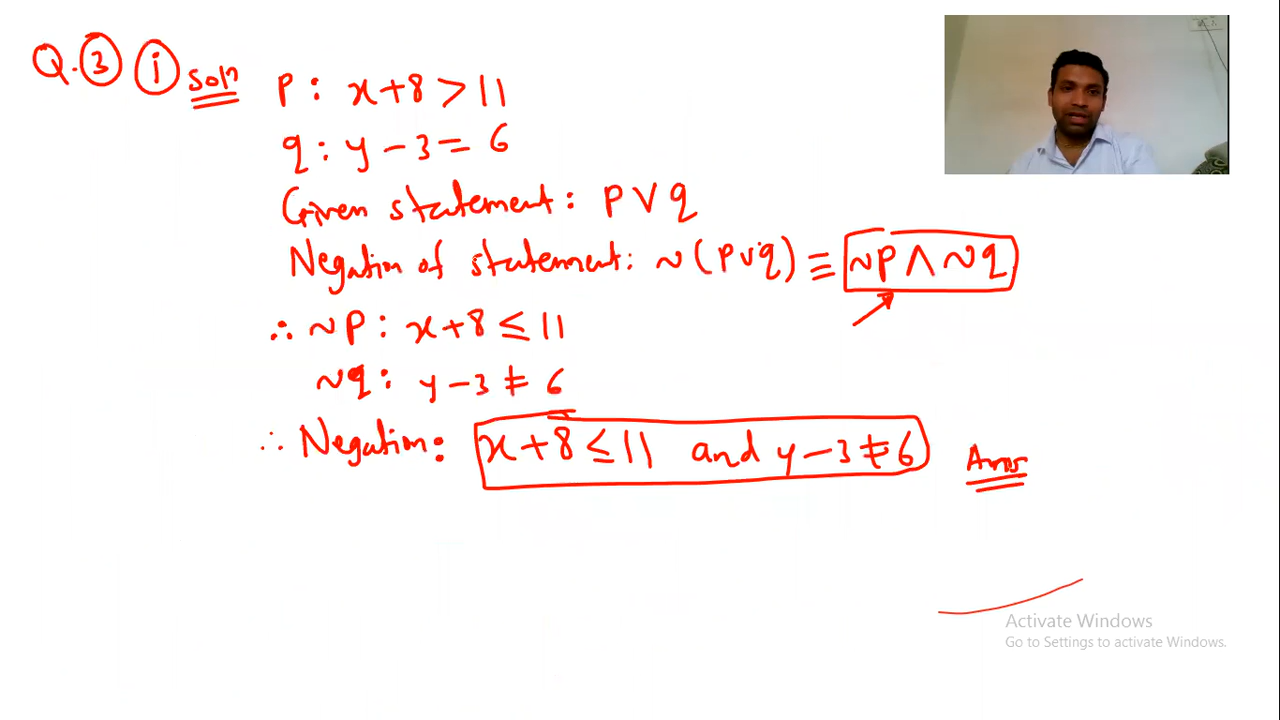 Q. 3 i Soln p : x+8 > 11
q : y - 3 = 6
Given statement : p ∨ q
Negation of statement : ~ (p ∨ q) ≡ ~p ∧ ~q
∴ ~p : x+8 ≤ 11
~q : y - 3 ≠ 6
∴ Negation : x+8 ≤ 11 and y - 3 ≠ 6 Ans
Activate Windows
Go to Settings to activate Windows.